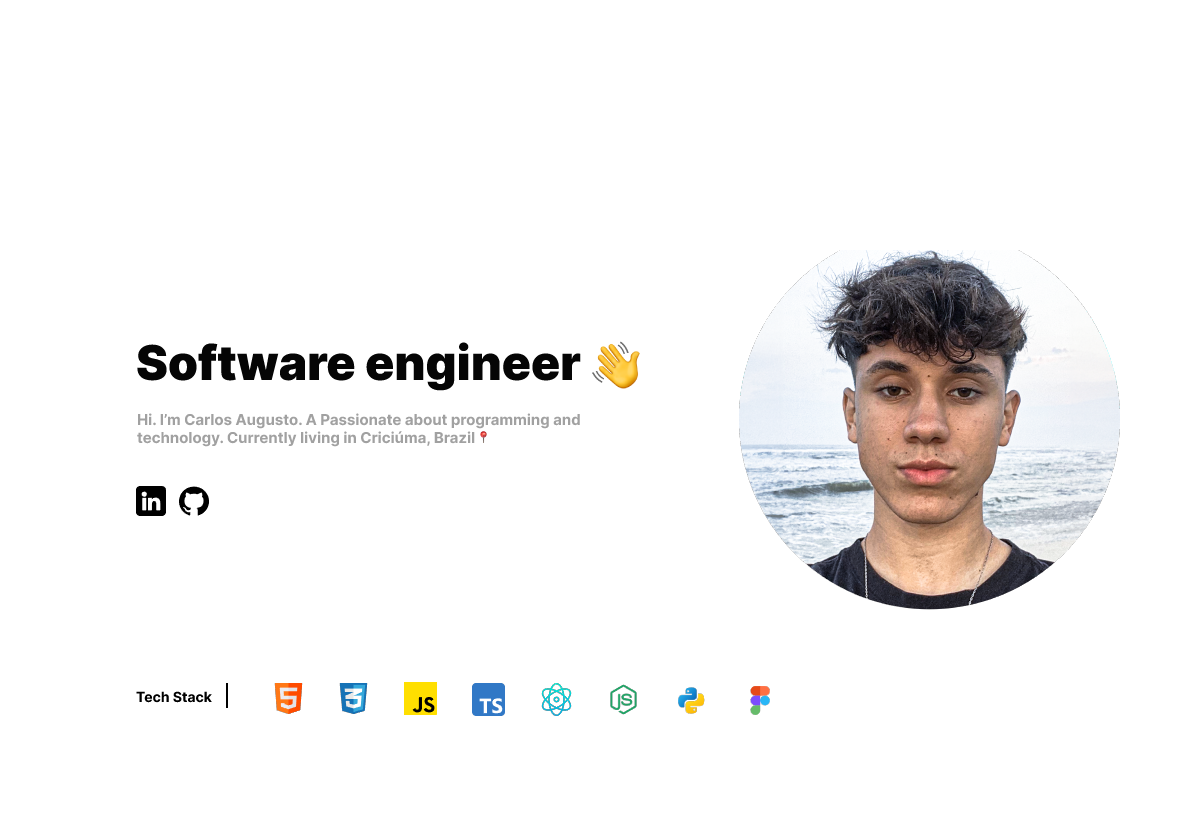 Software engineer 👋
Hi. I’m Carlos Augusto. A Passionate about programming and
technology. Currently living in Criciúma, Brazil📍
in
Tech Stack
5
3
JS
TS
JS